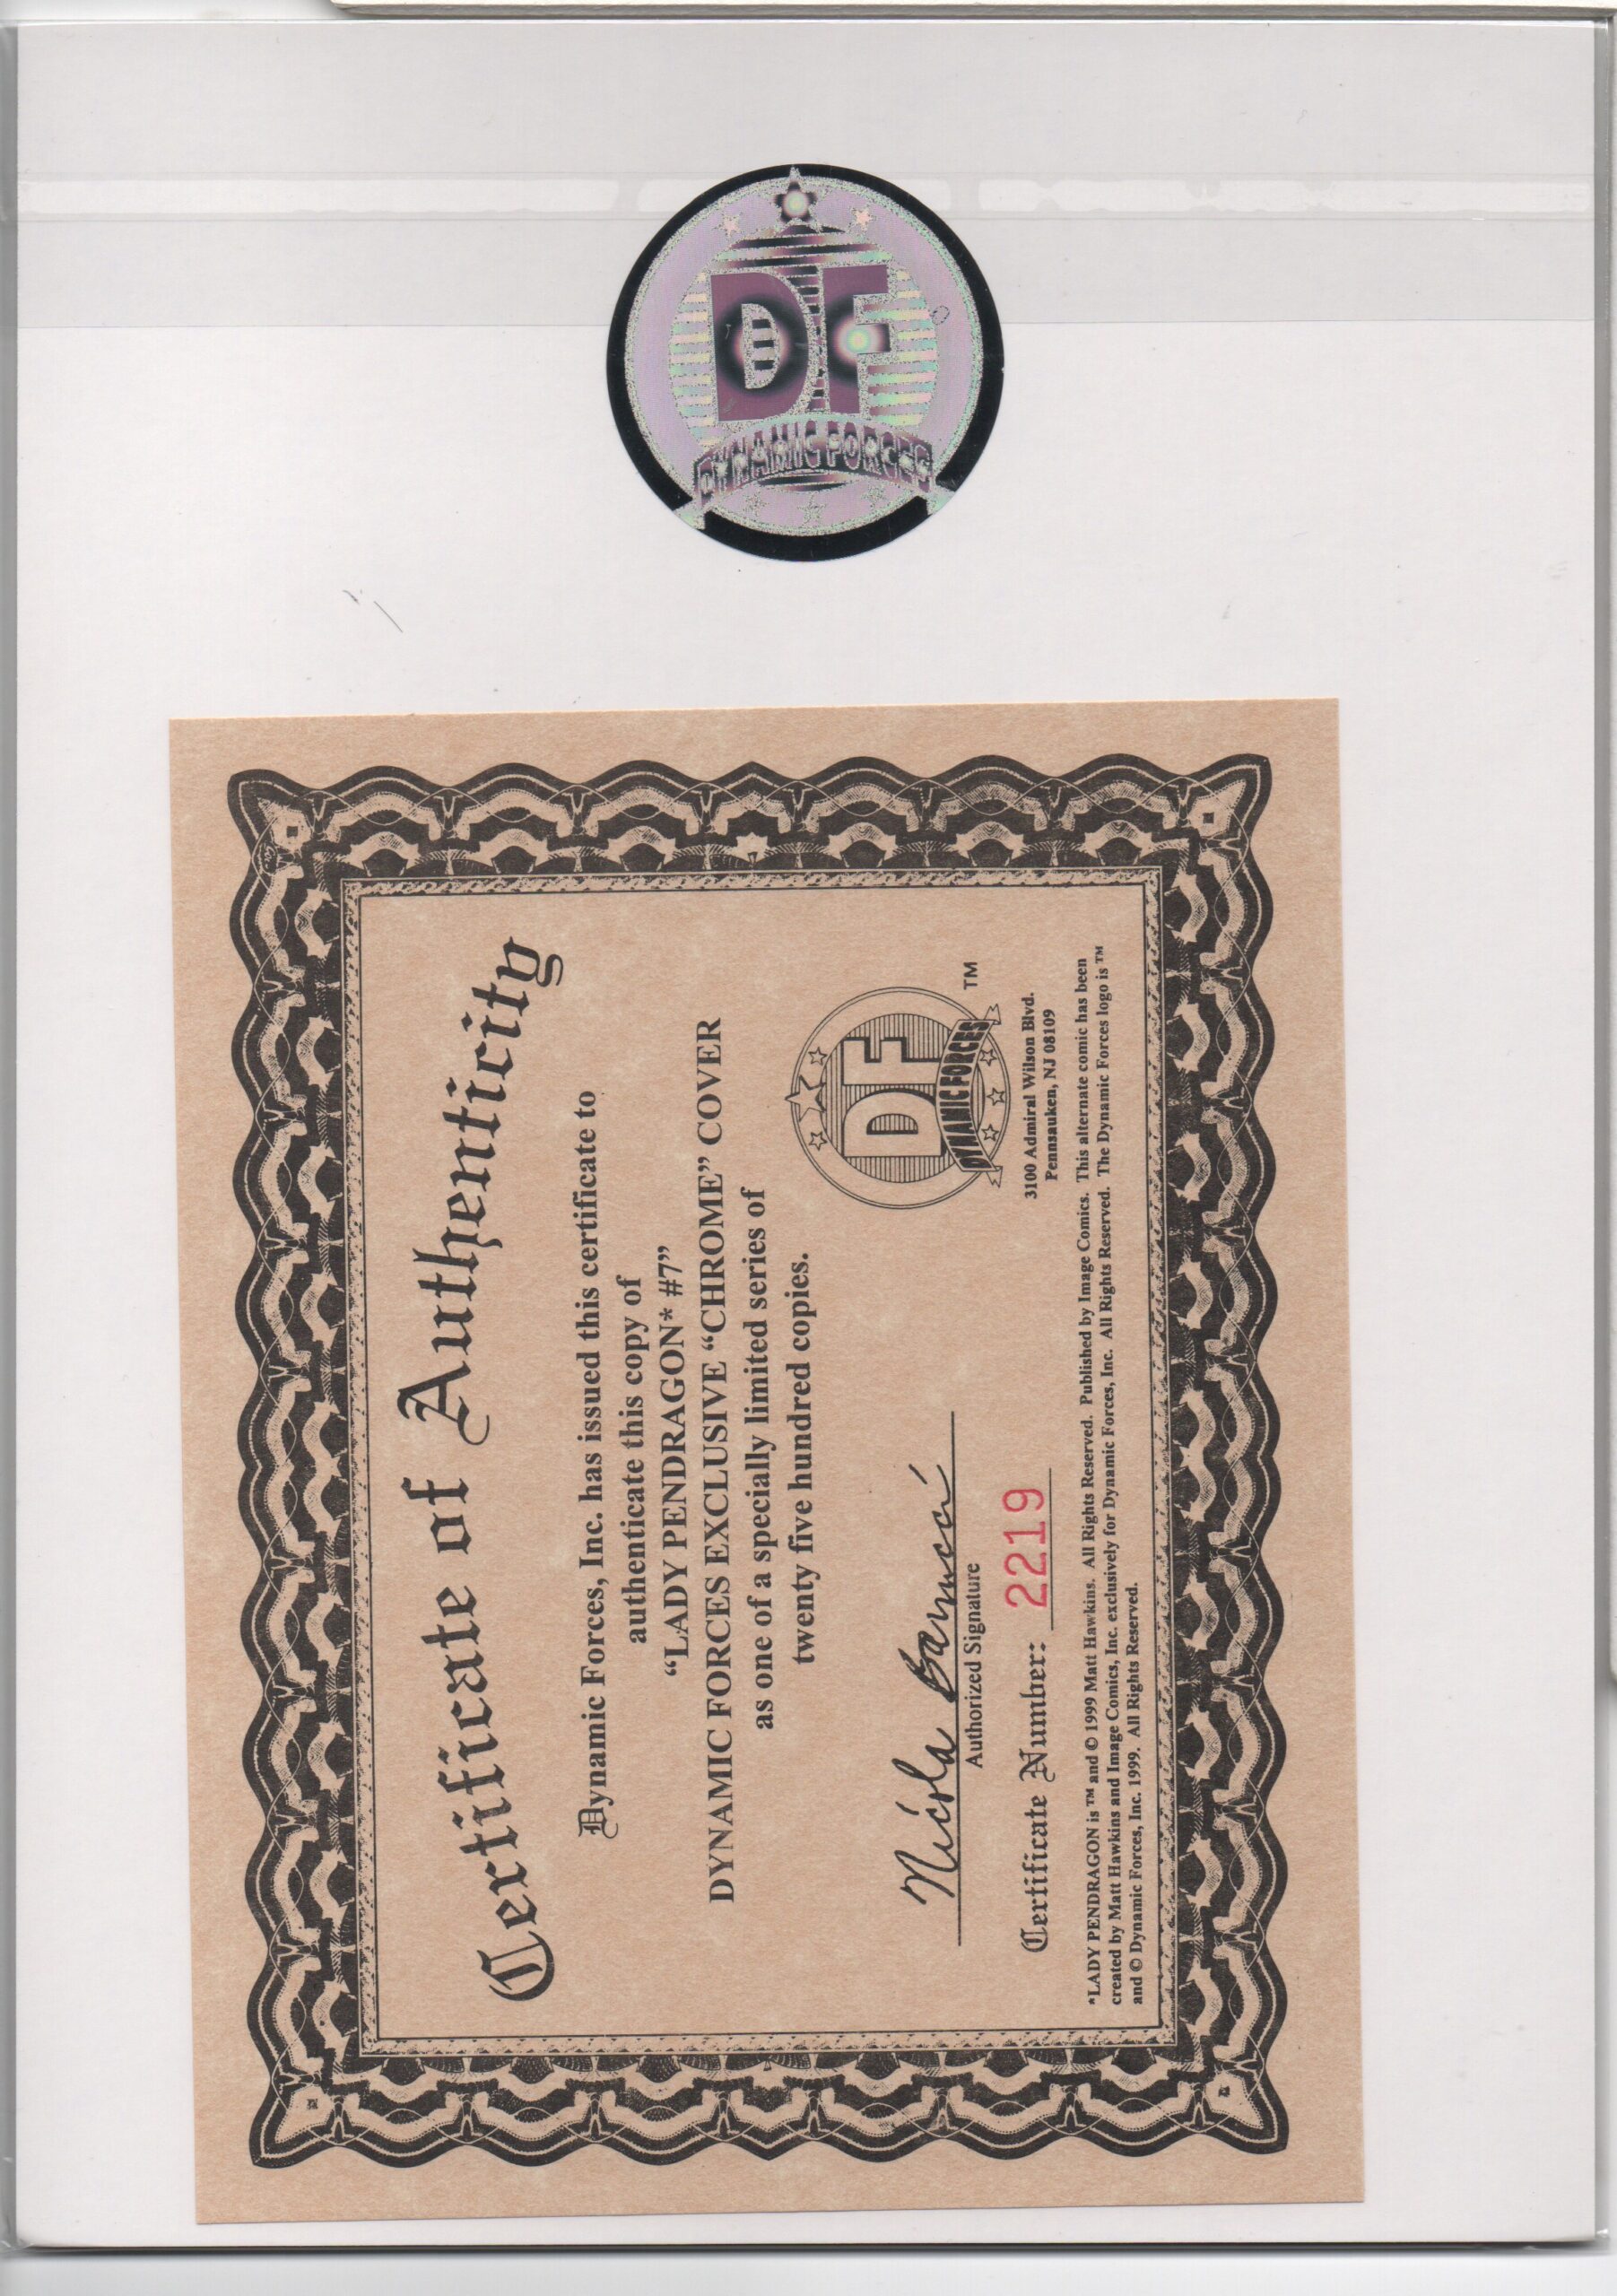 DF
DYNAMIC FORCES
Certificate of Authenticity
Dynamic Forces, Inc. has issued this certificate to
authenticate this copy of
“LADY PENDRAGON* #7”
DYNAMIC FORCES EXCLUSIVE “CHROME” COVER
as one of a specially limited series of
twenty five hundred copies.
Nicola Barrucci
Authorized Signature
Certificate Number: 2219
DF
DYNAMIC FORCES
TM
3100 Admiral Wilson Blvd.
Pennsauken, NJ 08109
*LADY PENDRAGON is ™ and © 1999 Matt Hawkins. All Rights Reserved. Published by Image Comics. This alternate comic has been
created by Matt Hawkins and Image Comics, Inc. exclusively for Dynamic Forces, Inc. All Rights Reserved. The Dynamic Forces logo is ™
and © Dynamic Forces, Inc. 1999. All Rights Reserved.